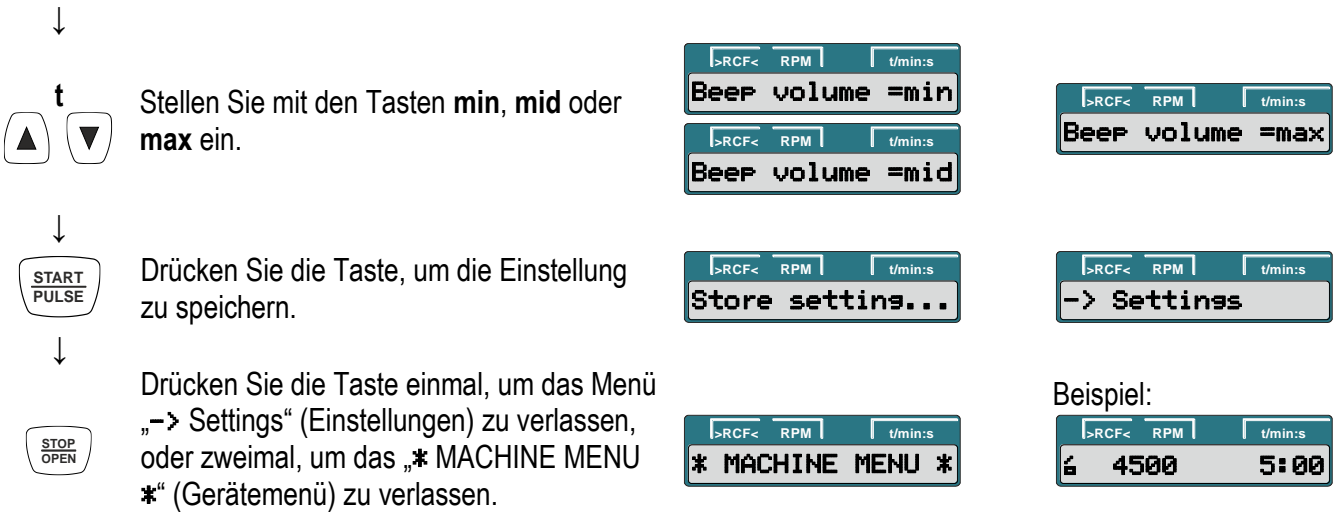 ↓
t
Stellen Sie mit den Tasten min, mid oder
max ein.
>RCF< RPM t/min:s
Beep volume =min
>RCF< RPM t/min:s
Beep volume =mid
>RCF< RPM t/min:s
Beep volume =max
↓
START
PULSE
Drücken Sie die Taste, um die Einstellung
zu speichern.
>RCF< RPM t/min:s
Store setting...
>RCF< RPM t/min:s
-> Settings
↓
STOP
OPEN
Drücken Sie die Taste einmal, um das Menü
„-> Settings“ (Einstellungen) zu verlassen,
oder zweimal, um das „* MACHINE MENU
*“ (Gerätemenü) zu verlassen.
>RCF< RPM t/min:s
* MACHINE MENU *
Beispiel:
>RCF< RPM t/min:s
4500 5:00